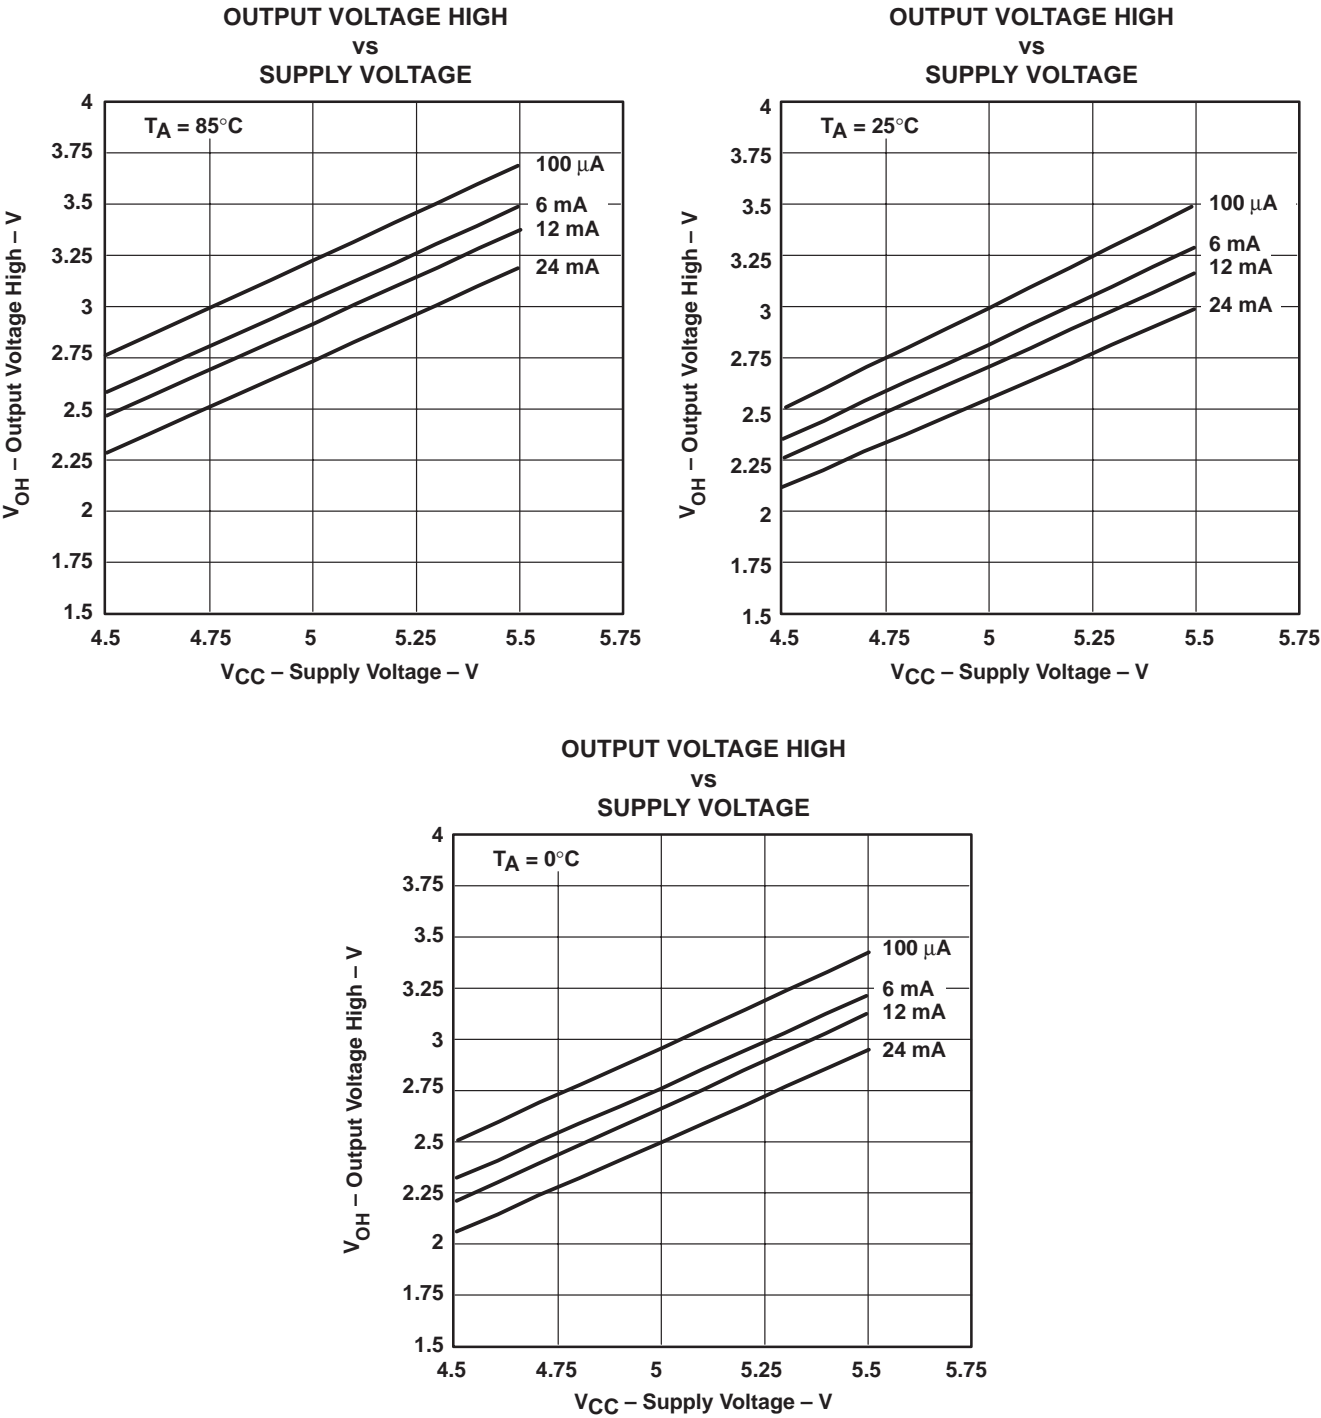 OUTPUT VOLTAGE HIGH
vs
SUPPLY VOLTAGE
TA = 85°C
4
3.75
3.5
3.25
3
2.75
2.5
2.25
2
1.75
1.5
VOH – Output Voltage High – V
100 μA
6 mA
12 mA
24 mA
4.5 4.75 5 5.25 5.5 5.75
VCC – Supply Voltage – V
OUTPUT VOLTAGE HIGH
vs
SUPPLY VOLTAGE
TA = 25°C
4
3.75
3.5
3.25
3
2.75
2.5
2.25
2
1.75
1.5
VOH – Output Voltage High – V
100 μA
6 mA
12 mA
24 mA
4.5 4.75 5 5.25 5.5 5.75
VCC – Supply Voltage – V
OUTPUT VOLTAGE HIGH
vs
SUPPLY VOLTAGE
TA = 0°C
4
3.75
3.5
3.25
3
2.75
2.5
2.25
2
1.75
1.5
VOH – Output Voltage High – V
100 μA
6 mA
12 mA
24 mA
4.5 4.75 5 5.25 5.5 5.75
VCC – Supply Voltage – V